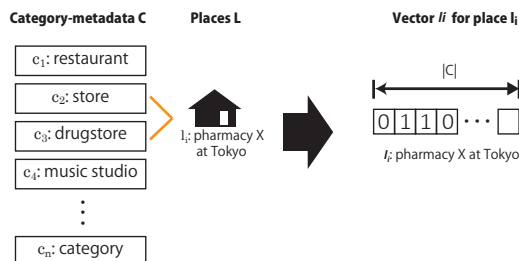 Category-metadata C
Places L
Vector li for place li
c1: restaurant
c2: store
c3: drugstore
c4: music studio
⋮
cn: category
li: pharmacy X
at Tokyo
|C|
0 1 1 0 ⋯
li: pharmacy X at Tokyo